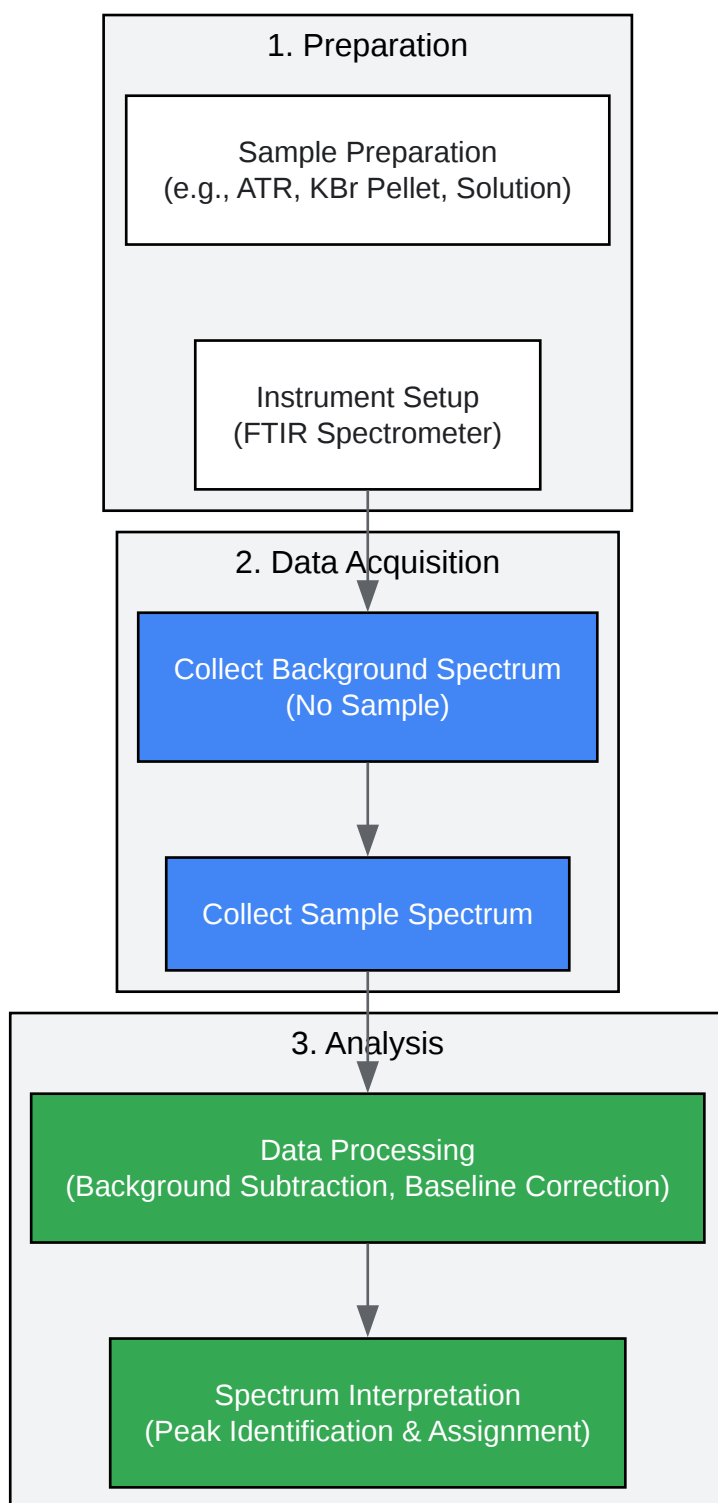 1. Preparation
Sample Preparation
(e.g., ATR, KBr Pellet, Solution)
Instrument Setup
(FTIR Spectrometer)
2. Data Acquisition
Collect Background Spectrum
(No Sample)
Collect Sample Spectrum
3. Analysis
Data Processing
(Background Subtraction, Baseline Correction)
Spectrum Interpretation
(Peak Identification & Assignment)